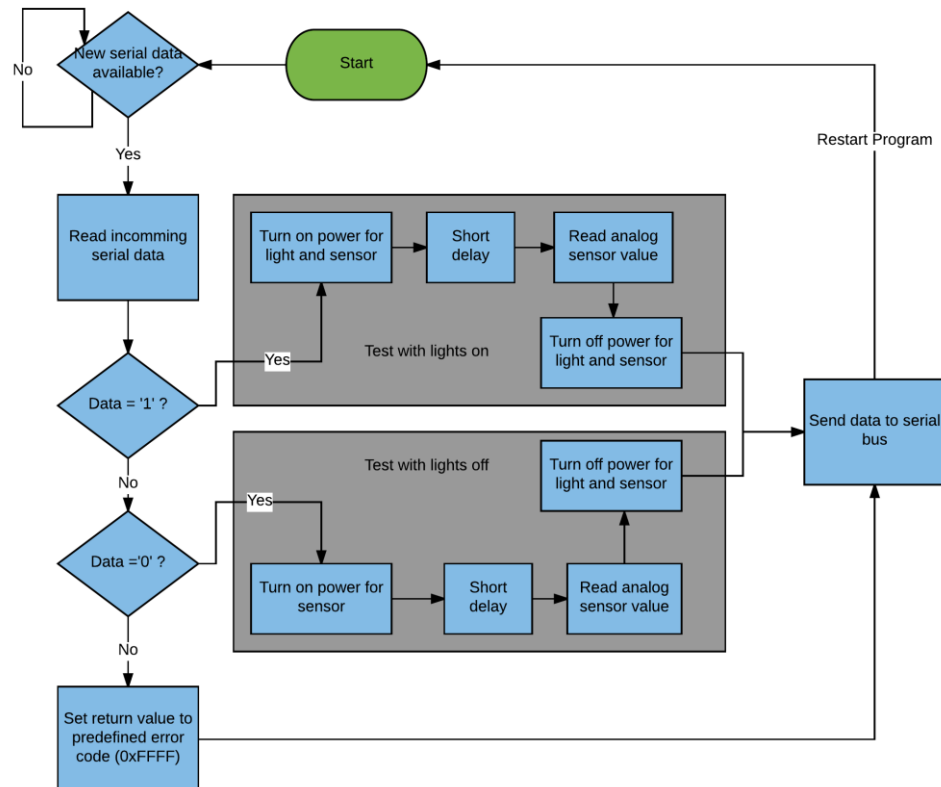 New serial data
available?
Start
No
Restart Program
Yes
Read incomming
serial data
Turn on power for
light and sensor
Short
delay
Read analog
sensor value
Turn off power for
light and sensor
Test with lights on
Yes
Data = '1' ?
Send data to serial
bus
No
Test with lights off
Turn off power for
light and sensor
Yes
Data ='0' ?
Turn on power for
sensor
Short
delay
Read analog
sensor value
No
Set return value to
predefined error
code (0xFFFF)